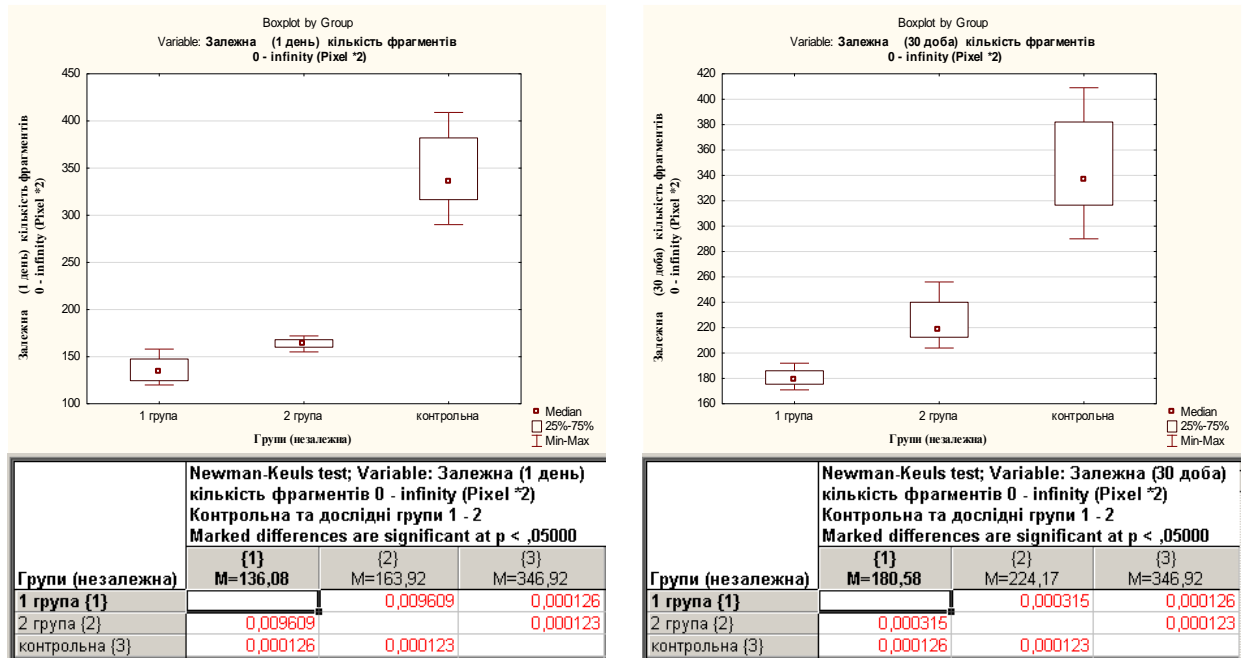 Boxplot by Group
Variable: Залежна (1 день) кількість фрагментів
0 - infinity (Pixel *2)
450
400
350
300
250
200
150
100
Залежна (1 день) кількість фрагментів
0 - infinity (Pixel *2)
1 група
2 група
контрольна
Групи (незалежна)
Median
25%-75%
Min-Max
Newman-Keuls test; Variable: Залежна (1 день)
кількість фрагментів 0 - infinity (Pixel *2)
Контрольна та дослідні групи 1 - 2
Marked differences are significant at p < ,05000
{1} {2} {3}
Групи (незалежна) M=136,08 M=163,92 M=346,92
1 група {1} 0,009609 0,000126
2 група {2} 0,009609 0,000123
контрольна {3} 0,000126 0,000123
Boxplot by Group
Variable: Залежна (30 доба) кількість фрагментів
0 - infinity (Pixel *2)
420
400
380
360
340
320
300
280
260
240
220
200
180
160
Залежна (30 доба) кількість фрагментів
0 - infinity (Pixel *2)
1 група
2 група
контрольна
Групи (незалежна)
Median
25%-75%
Min-Max
Newman-Keuls test; Variable: Залежна (30 доба)
кількість фрагментів 0 - infinity (Pixel *2)
Контрольна та дослідні групи 1 - 2
Marked differences are significant at p < ,05000
{1} {2} {3}
Групи (незалежна) M=180,58 M=224,17 M=346,92
1 група {1} 0,000315 0,000126
2 група {2} 0,000315 0,000123
контрольна {3} 0,000126 0,000123